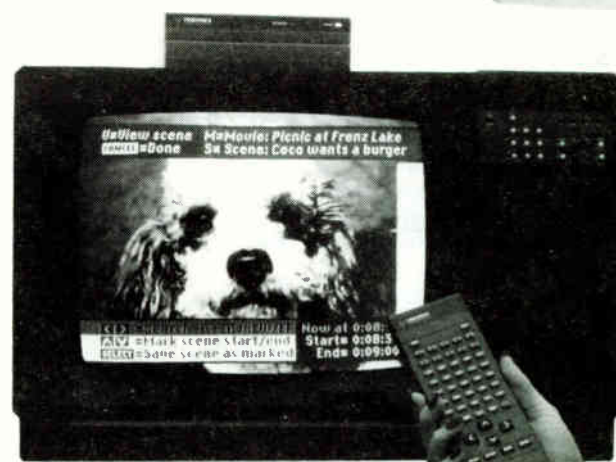 V=View scene M=Movie: Picnic at Frenz Lake
CANCEL=Done S=Scene: Coco wants a burger
Now at 0:08:
=Mark scene start/end Start= 0:08:5
SELECT=Save scene as marked End= 0:09:00